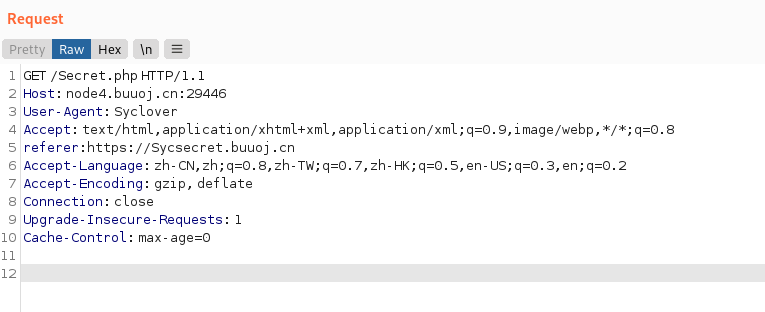 Request
Pretty Raw Hex \n ≡
1 GET /Secret.php HTTP/1.1
2 Host: node4.buuoj.cn:29446
3 User-Agent: Syclover
4 Accept: text/html,application/xhtml+xml,application/xml;q=0.9,image/webp,*/*;q=0.8
5 referer:https://Sycsecret.buuoj.cn
6 Accept-Language: zh-CN,zh;q=0.8,zh-TW;q=0.7,zh-HK;q=0.5,en-US;q=0.3,en;q=0.2
7 Accept-Encoding: gzip, deflate
8 Connection: close
9 Upgrade-Insecure-Requests: 1
10 Cache-Control: max-age=0
11
12